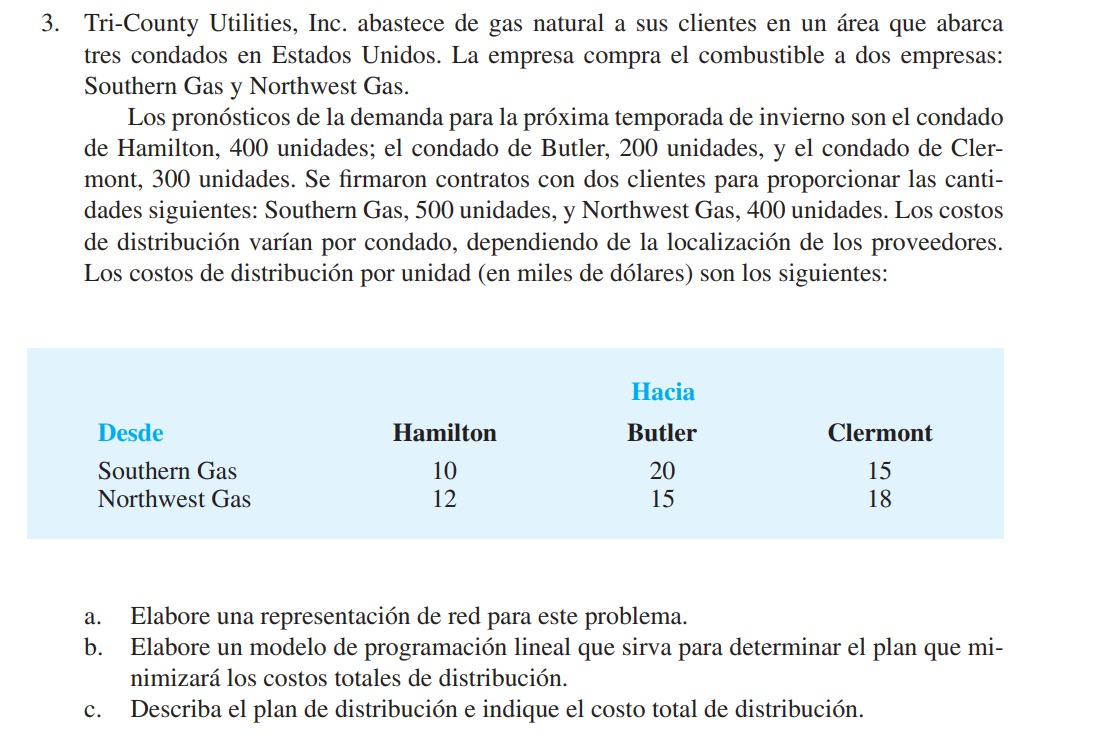 3. Tri-County Utilities, Inc. abastece de gas natural a sus clientes en un área que abarca
tres condados en Estados Unidos. La empresa compra el combustible a dos empresas:
Southern Gas y Northwest Gas.
Los pronósticos de la demanda para la próxima temporada de invierno son el condado
de Hamilton, 400 unidades; el condado de Butler, 200 unidades, y el condado de Cler-
mont, 300 unidades. Se firmaron contratos con dos clientes para proporcionar las canti-
dades siguientes: Southern Gas, 500 unidades, y Northwest Gas, 400 unidades. Los costos
de distribución varían por condado, dependiendo de la localización de los proveedores.
Los costos de distribución por unidad (en miles de dólares) son los siguientes:
Hacia
Desde Hamilton Butler Clermont
Southern Gas 10 20 15
Northwest Gas 12 15 18
a. Elabore una representación de red para este problema.
b. Elabore un modelo de programación lineal que sirva para determinar el plan que mi-
nimizará los costos totales de distribución.
c. Describa el plan de distribución e indique el costo total de distribución.